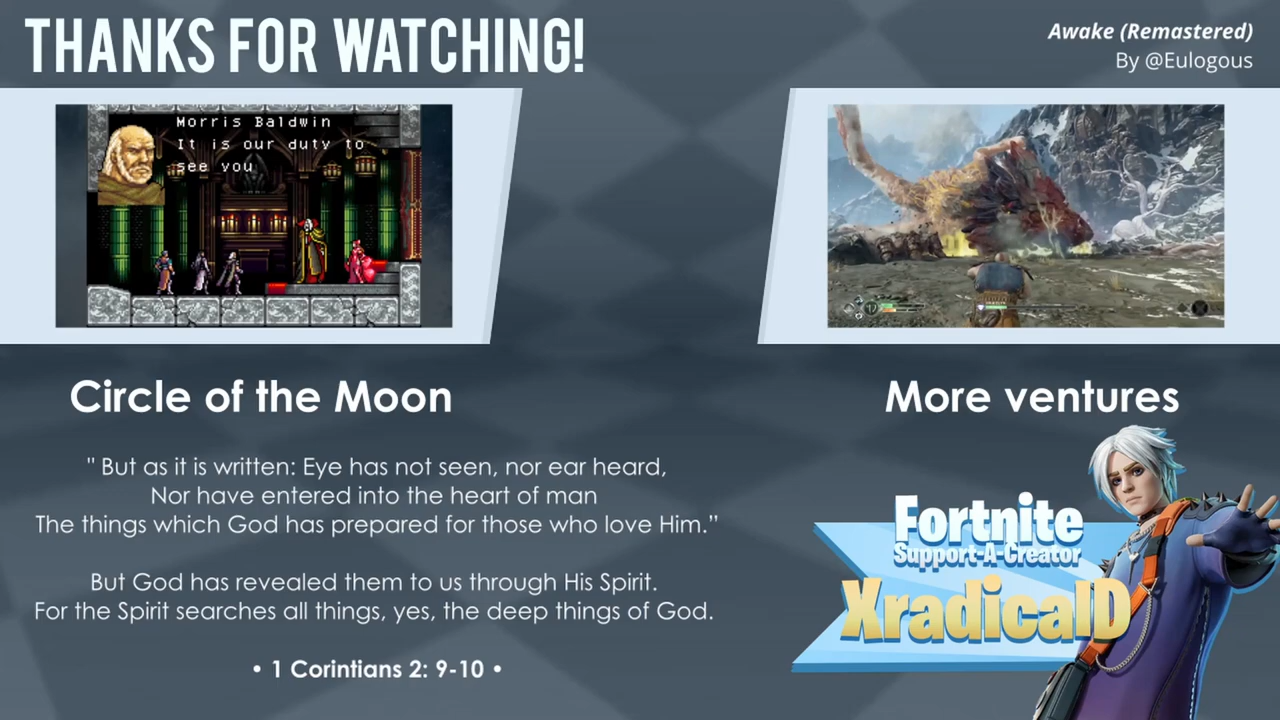 THANKS FOR WATCHING!
Awake (Remastered)
By @Eulogous
Morris Baldwin
It is our duty to
see you
Circle of the Moon
More ventures
" But as it is written: Eye has not seen, nor ear heard,
Nor have entered into the heart of man
The things which God has prepared for those who love Him.”
But God has revealed them to us through His Spirit.
For the Spirit searches all things, yes, the deep things of God.
• 1 Corintians 2: 9-10 •
Fortnite
Support-A-Creator
XradicalD